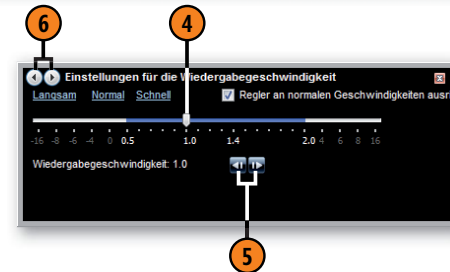 6 4
Einstellungen für die Wiedergabegeschwindigkeit
Langsam Normal Schnell Regler an normalen Geschwindigkeiten ausri
-16 -8 -6 -4 0 0.5 1.0 1.4 2.0 4 6 8 16
Wiedergabegeschwindigkeit: 1.0
5